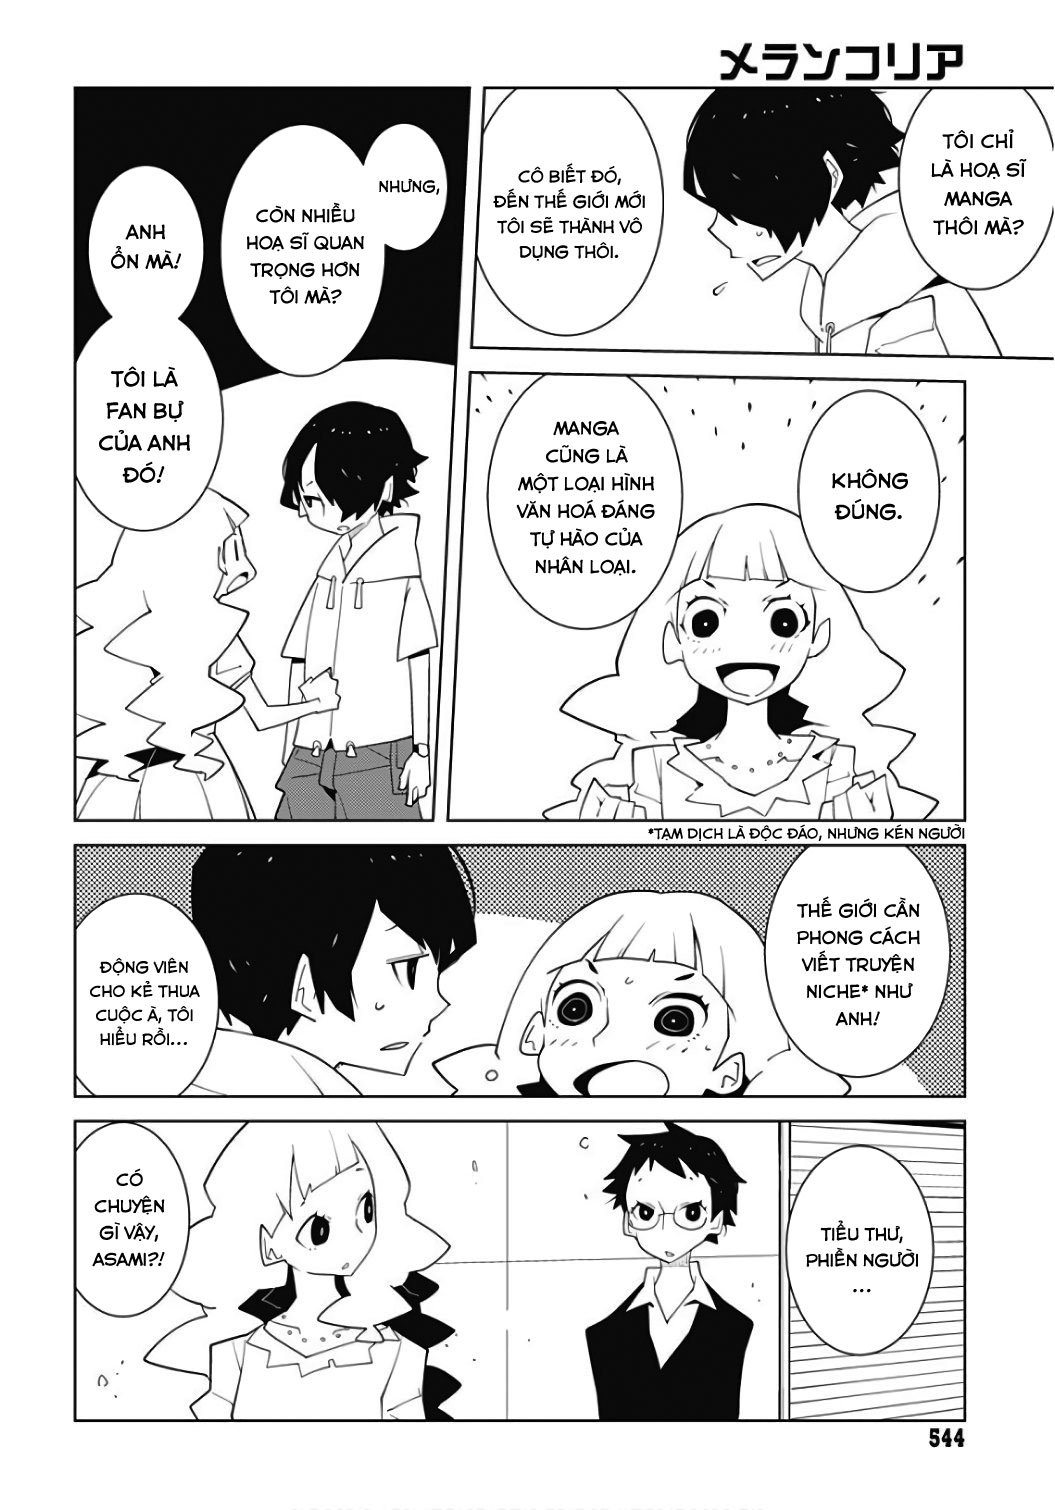 メランコリア
TÔI CHỈ
LÀ HOẠ SĨ
MANGA
THÔI MÀ?
CÔ BIẾT ĐÓ,
ĐẾN THẾ GIỚI MỚI
TÔI SẼ THÀNH VÔ
DỤNG THÔI.
KHÔNG
ĐÚNG.
MANGA
CŨNG LÀ
MỘT LOẠI HÌNH
VĂN HOÁ ĐÁNG
TỰ HÀO CỦA
NHÂN LOẠI.
NHƯNG,
CÒN NHIỀU
HOẠ SĨ QUAN
TRỌNG HƠN
TÔI MÀ?
ANH
ỔN MÀ!
TÔI LÀ
FAN BỰ
CỦA ANH
ĐÓ!
*TẠM DỊCH LÀ ĐỘC ĐÁO, NHƯNG KÉN NGƯỜI
THẾ GIỚI CẦN
PHONG CÁCH
VIẾT TRUYỆN
NICHE* NHƯ
ANH!
ĐỘNG VIÊN
CHO KẺ THUA
CUỘC À, TÔI
HIỂU RỒI...
TIỂU THƯ,
PHIỀN NGƯỜI
...
CÓ
CHUYỆN
GÌ VẬY,
ASAMI?!
544